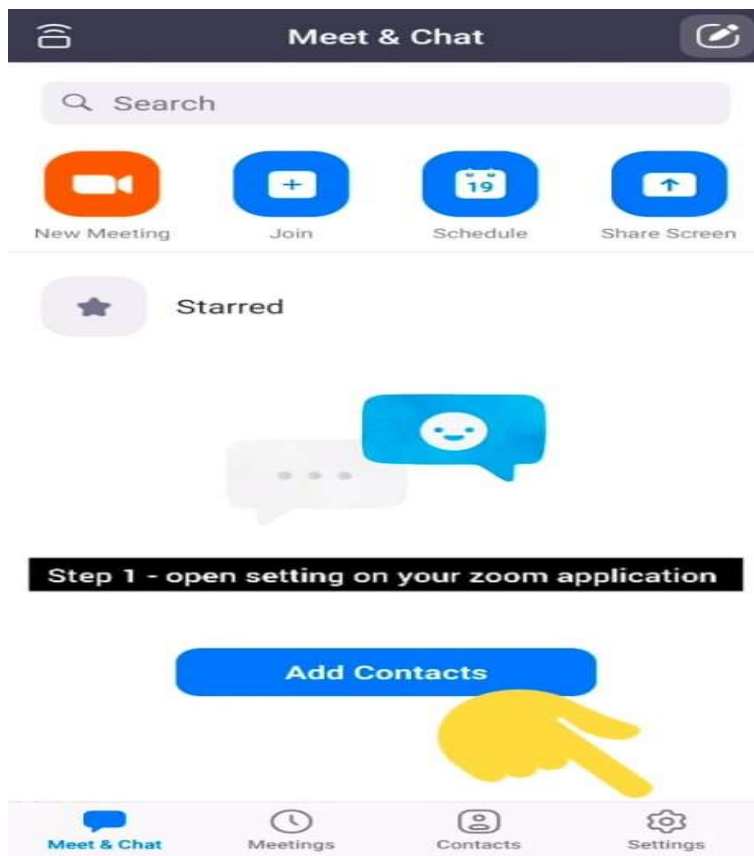 Meet & Chat
Search
19
New Meeting Join Schedule Share Screen
Starred
Step 1 - open setting on your zoom application
Add Contacts
Meet & Chat Meetings Contacts Settings